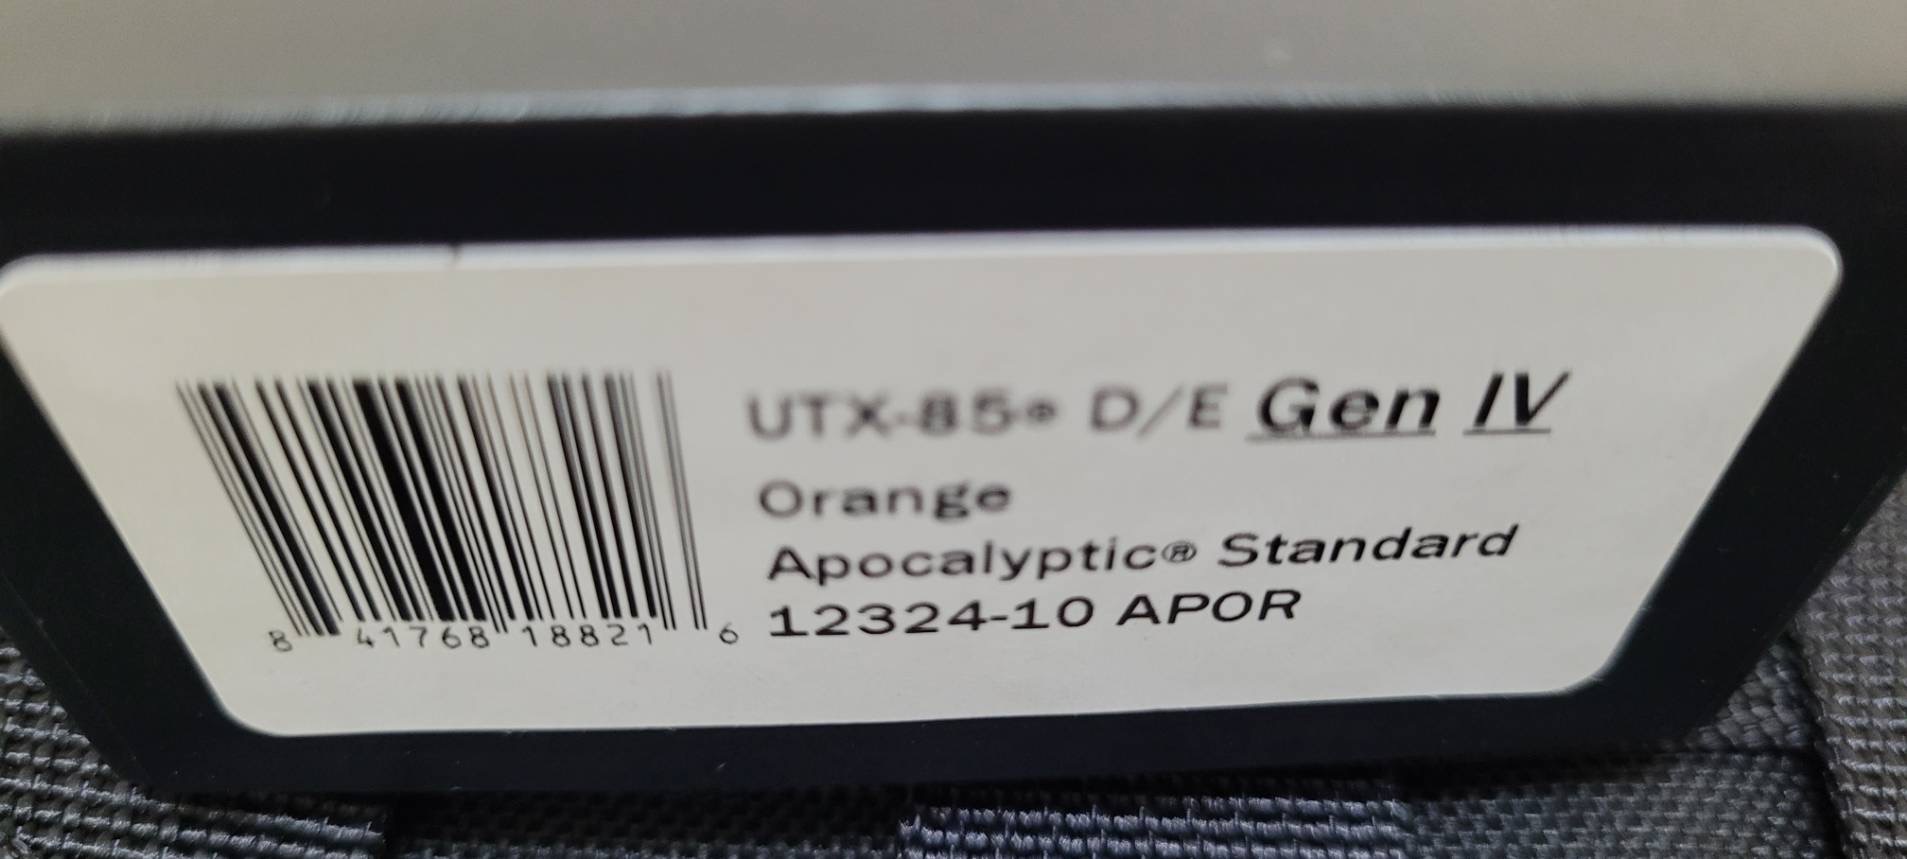 UTX-85® D/E Gen IV
Orange
Apocalyptic® Standard
12324-10 APOR
8 41768 18821 6